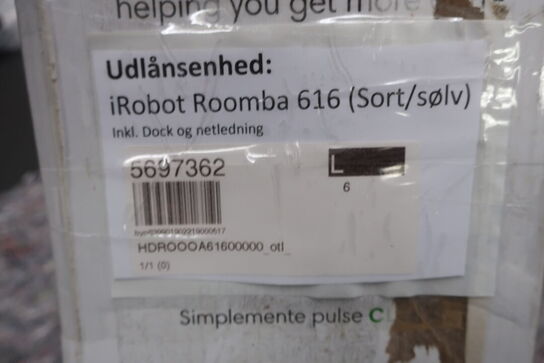 helping you get more
Udlånsenhed:
iRobot Roomba 616 (Sort/sølv)
Inkl. Dock og netledning
5697362
L
6
HDROOOA61600000_otl_
1/1 (0)
Simplemente pulse C